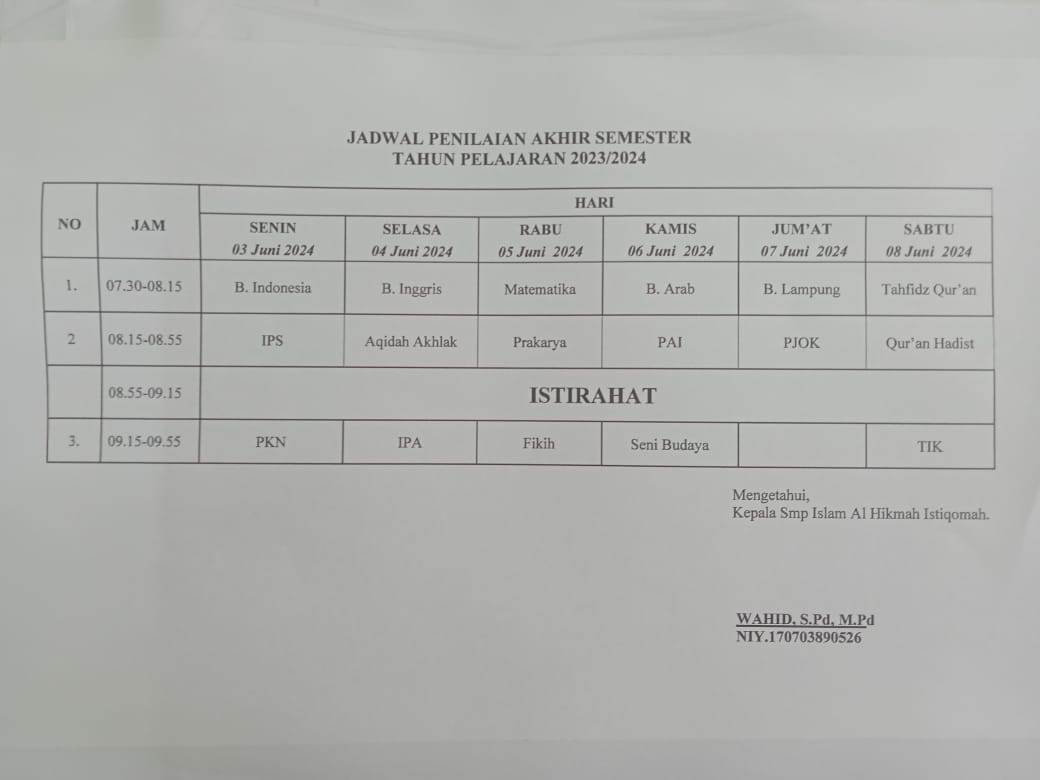 JADWAL PENILAIAN AKHIR SEMESTER
TAHUN PELAJARAN 2023/2024
NO JAM HARI
SENIN SELASA RABU KAMIS JUM'AT SABTU
03 Juni 2024 04 Juni 2024 05 Juni 2024 06 Juni 2024 07 Juni 2024 08 Juni 2024
1. 07.30-08.15 B. Indonesia B. Inggris Matematika B. Arab B. Lampung Tahfidz Qur'an
2 08.15-08.55 IPS Aqidah Akhlak Prakarya PAI PJOK Qur'an Hadist
08.55-09.15 ISTIRAHAT
3. 09.15-09.55 PKN IPA Fikih Seni Budaya TIK
Mengetahui,
Kepala Smp Islam Al Hikmah Istiqomah.
WAHID, S.Pd, M.Pd
NIY.170703890526